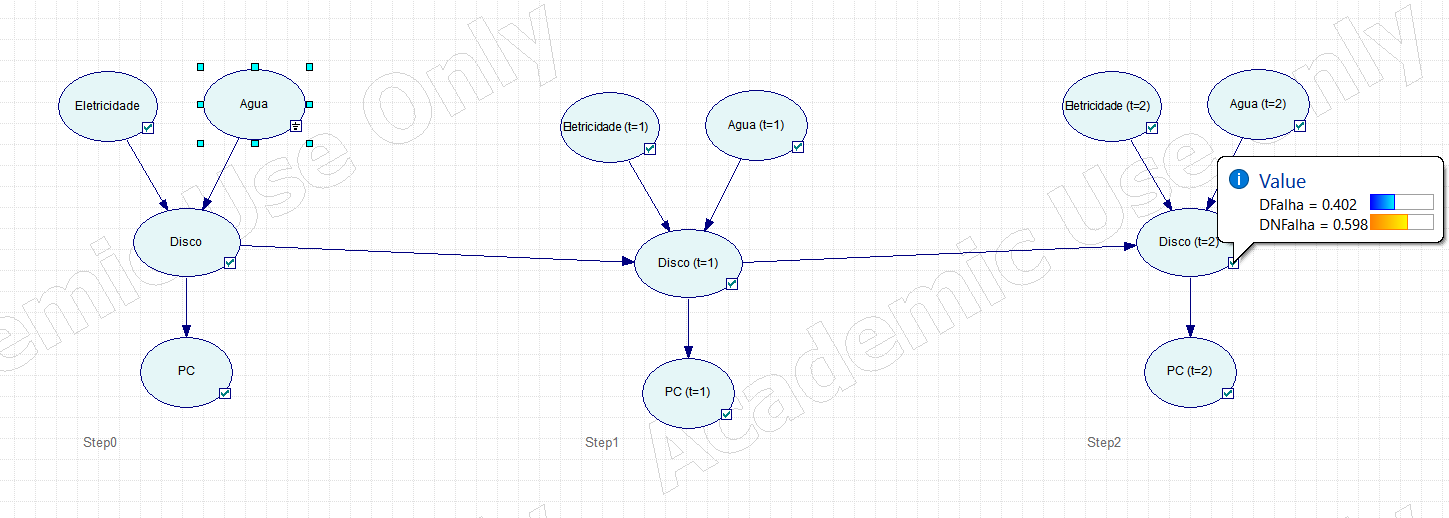 Eletricidade
Agua
Disco
PC
Step0
Eletricidade (t=1)
Agua (t=1)
Disco (t=1)
PC (t=1)
Step1
Eletricidade (t=2)
Agua (t=2)
Disco (t=2)
PC (t=2)
Step2
Value
DFalha = 0.402
DNFalha = 0.598
emic Use only
Academic Use only